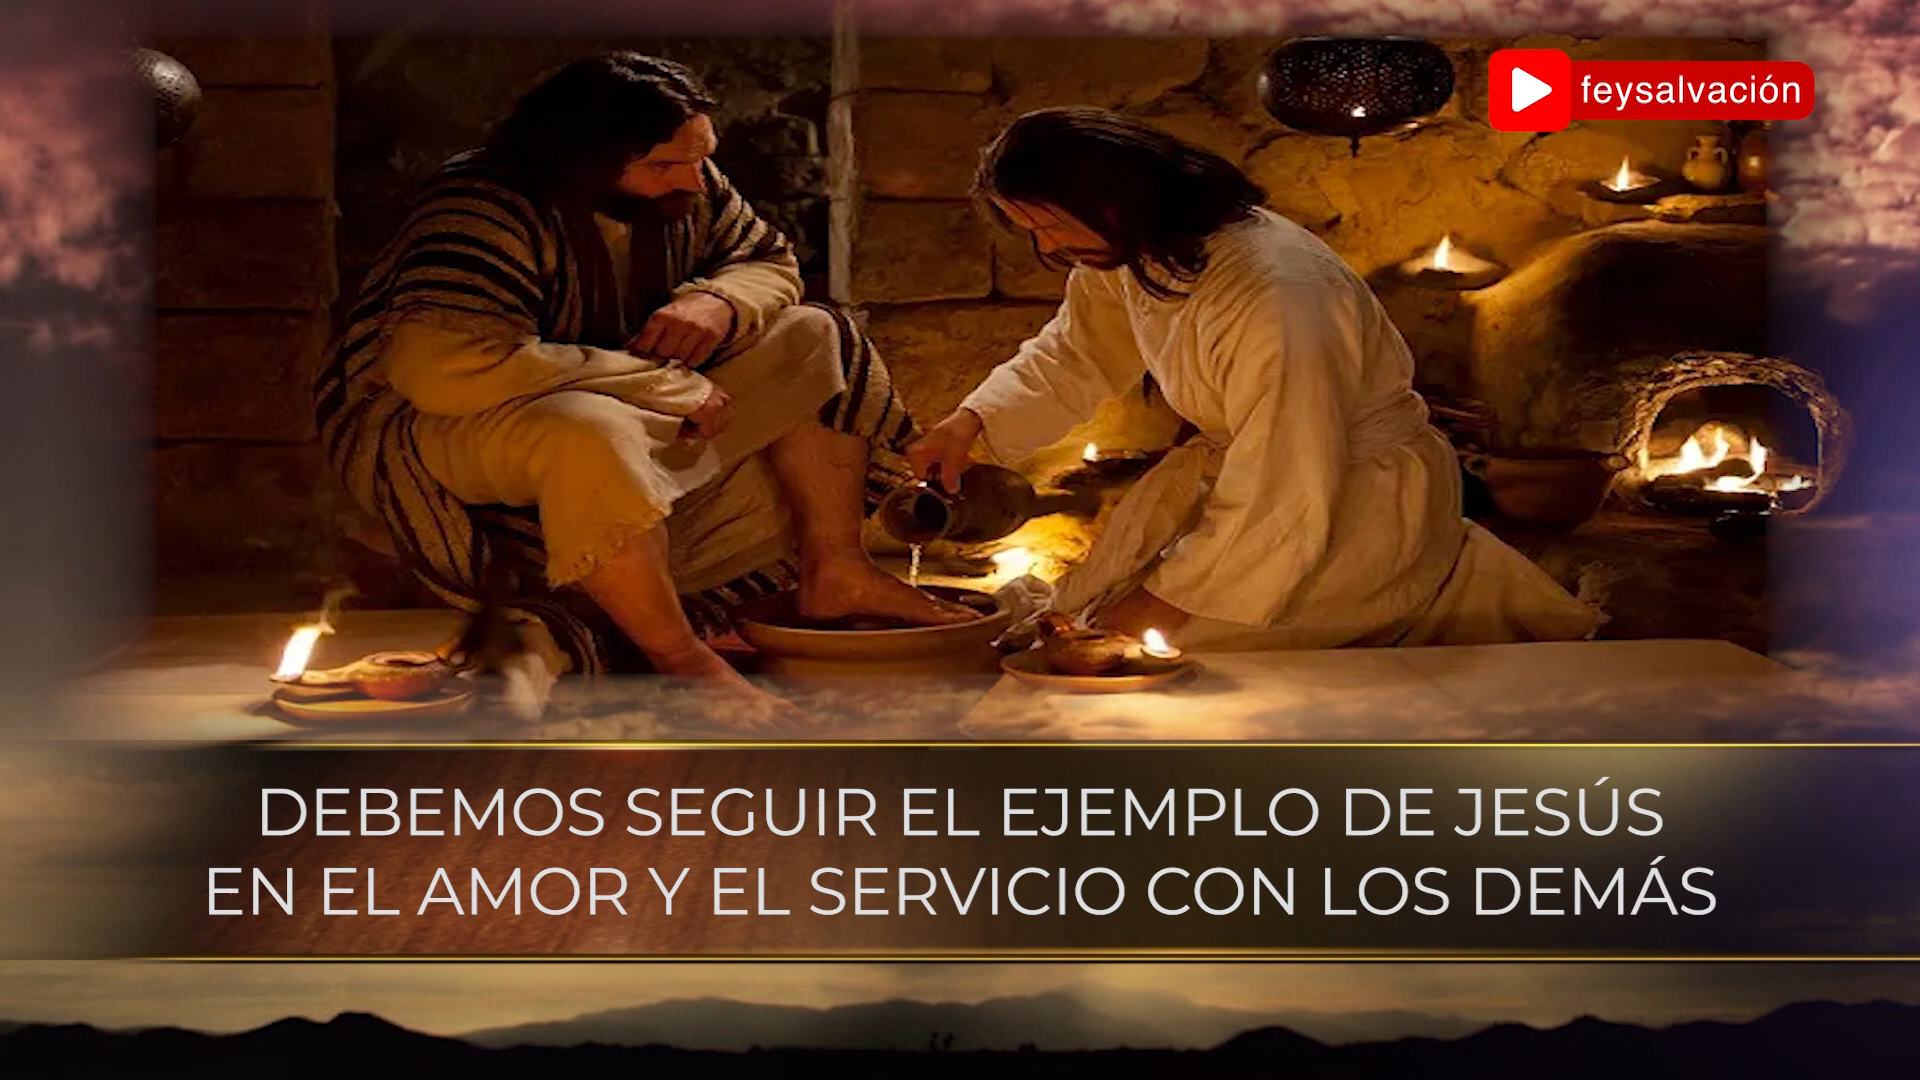 feysalvación
DEBEMOS SEGUIR EL EJEMPLO DE JESÚS
EN EL AMOR Y EL SERVICIO CON LOS DEMÁS